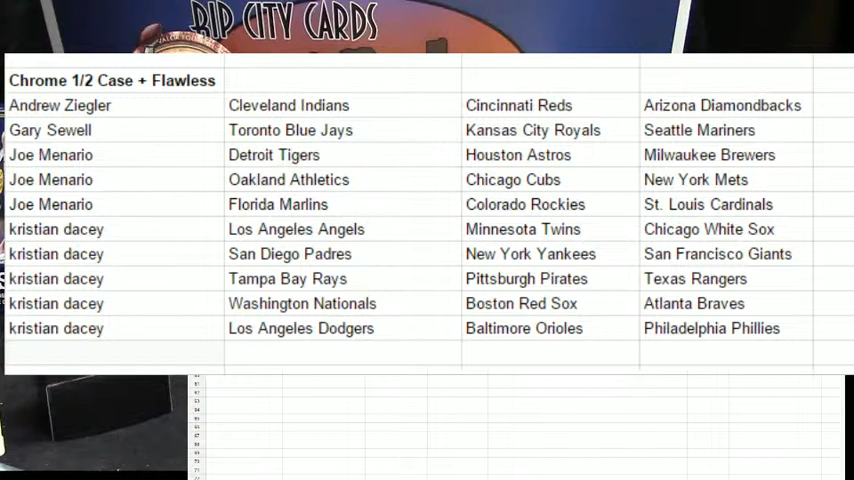 RIP CITY CARDS
Chrome 1/2 Case + Flawless
Andrew Ziegler Cleveland Indians Cincinnati Reds Arizona Diamondbacks
Gary Sewell Toronto Blue Jays Kansas City Royals Seattle Mariners
Joe Menario Detroit Tigers Houston Astros Milwaukee Brewers
Joe Menario Oakland Athletics Chicago Cubs New York Mets
Joe Menario Florida Marlins Colorado Rockies St. Louis Cardinals
kristian dacey Los Angeles Angels Minnesota Twins Chicago White Sox
kristian dacey San Diego Padres New York Yankees San Francisco Giants
kristian dacey Tampa Bay Rays Pittsburgh Pirates Texas Rangers
kristian dacey Washington Nationals Boston Red Sox Atlanta Braves
kristian dacey Los Angeles Dodgers Baltimore Orioles Philadelphia Phillies